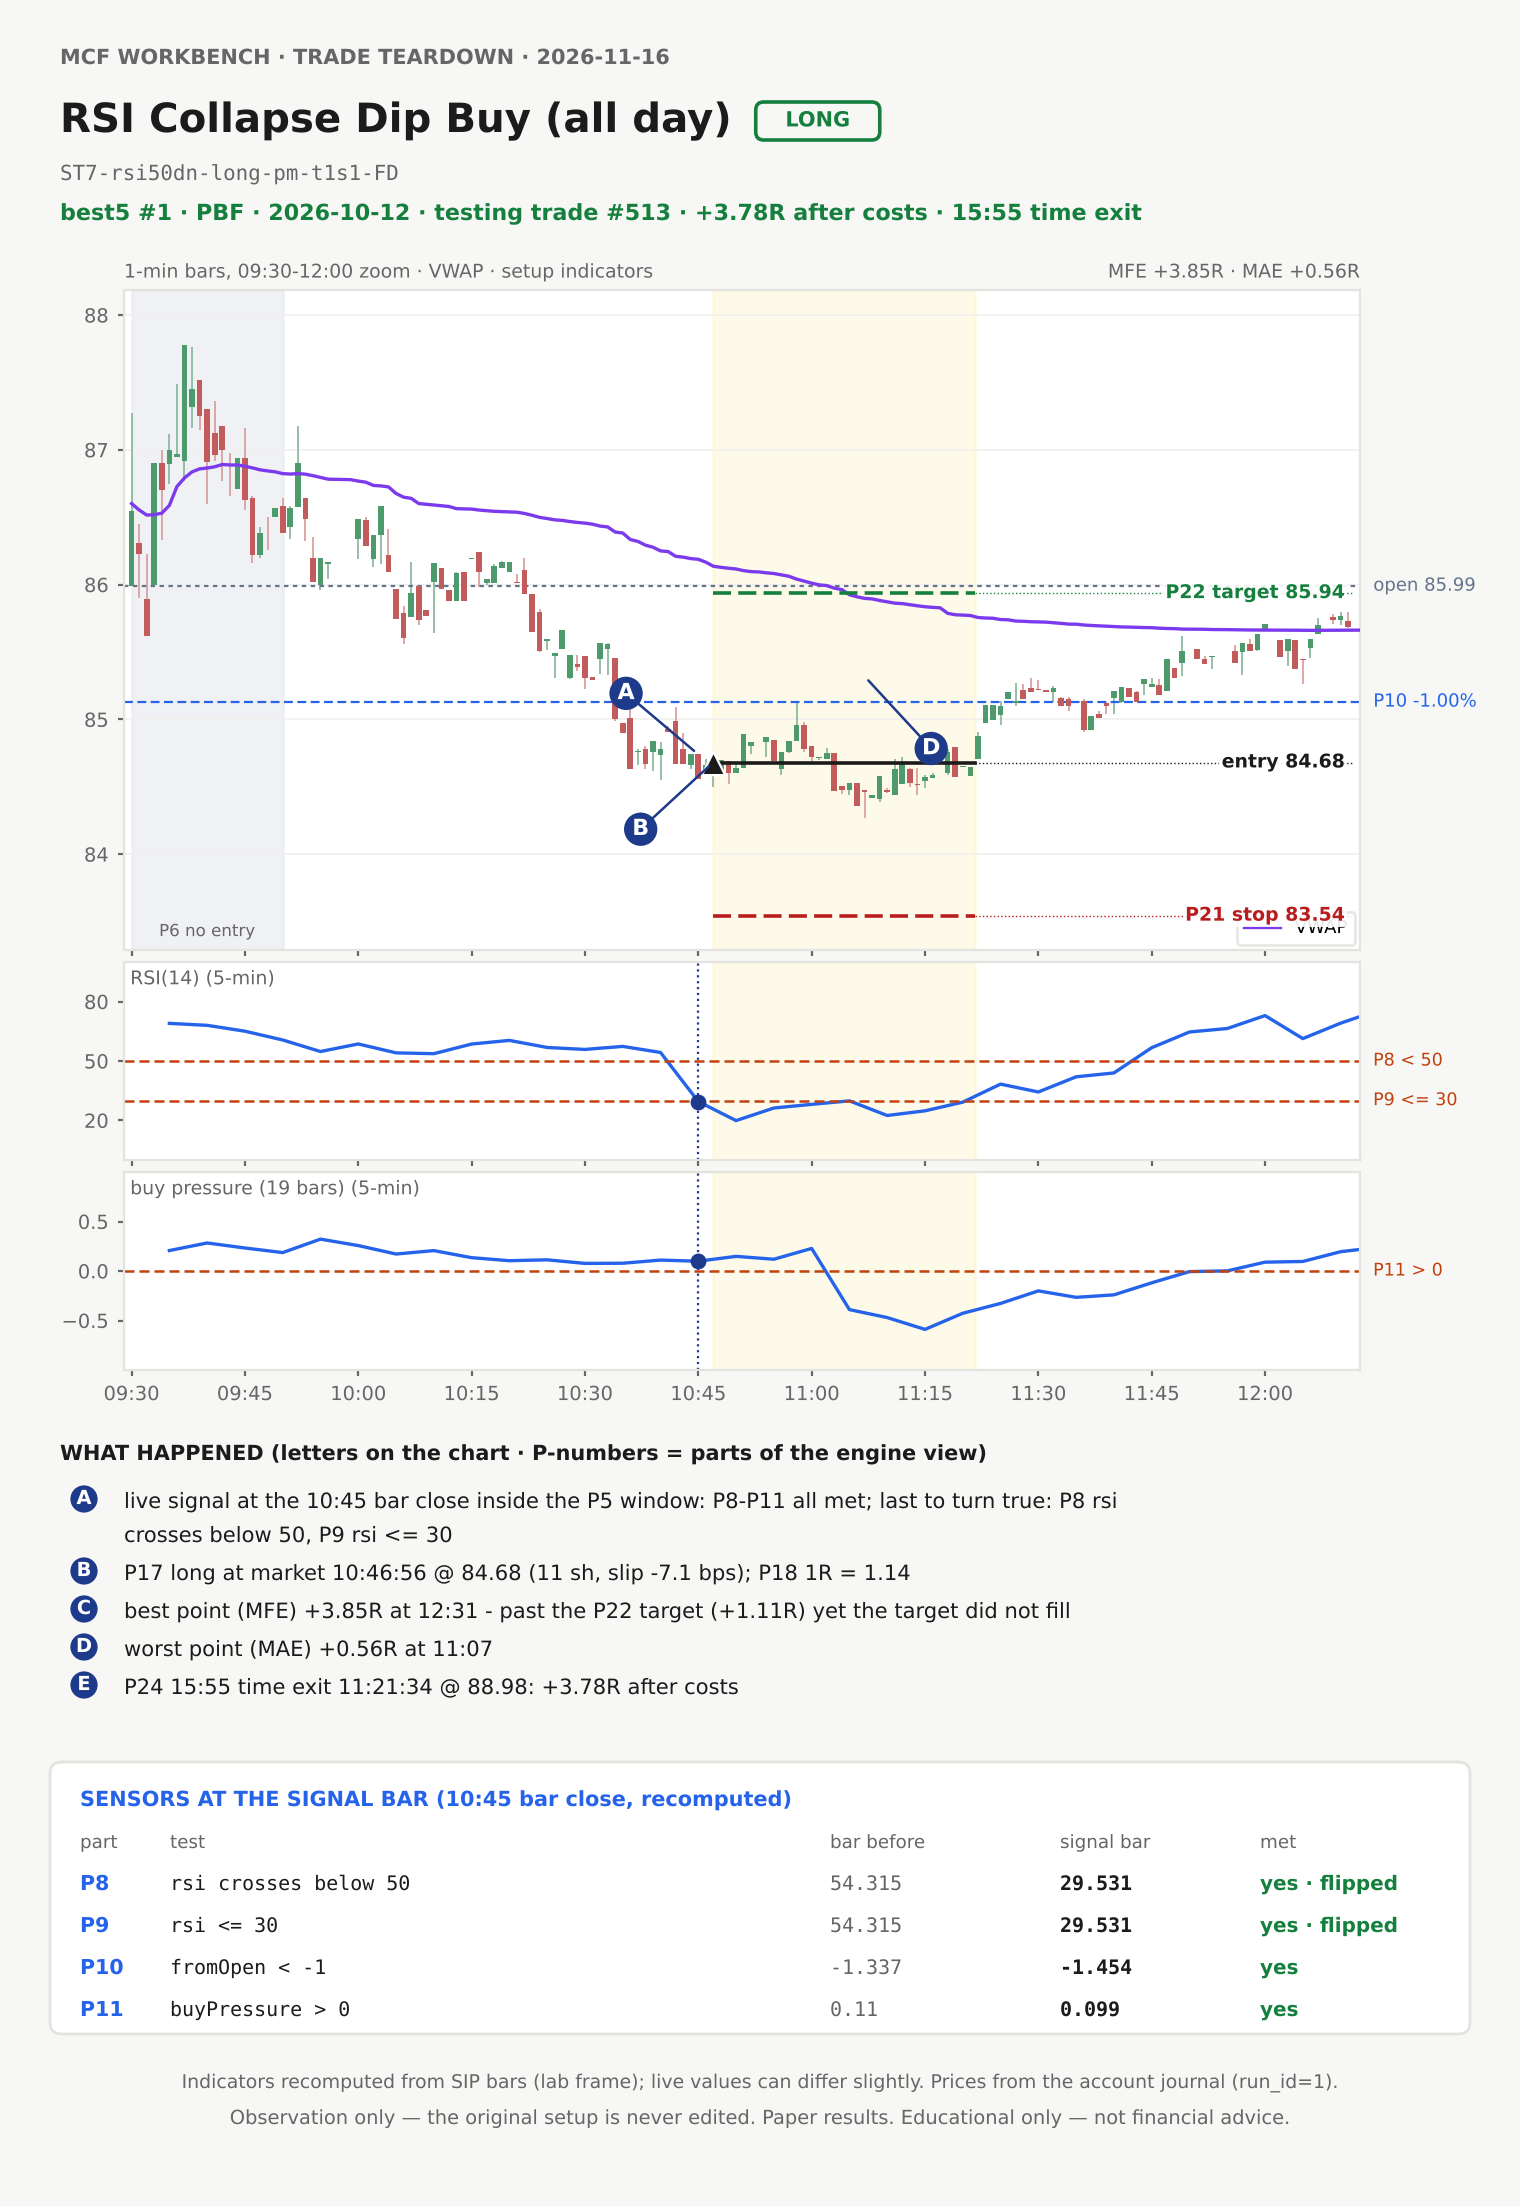 MCF WORKBENCH · TRADE TEARDOWN · 2026-11-16
RSI Collapse Dip Buy (all day) LONG
ST7-rsi50dn-long-pm-t1s1-FD
best5 #1 · PBF · 2026-10-12 · testing trade #513 · +3.78R after costs · 15:55 time exit
1-min bars, 09:30-12:00 zoom · VWAP · setup indicators MFE +3.85R · MAE +0.56R
88
87
86
85
84
open 85.99
P22 target 85.94
P10 -1.00%
A
D
entry 84.68
B
P21 stop 83.54
VWAP
P6 no entry
RSI(14) (5-min)
80
50
20
P8 < 50
P9 <= 30
buy pressure (19 bars) (5-min)
0.5
0.0
−0.5
P11 > 0
09:30 09:45 10:00 10:15 10:30 10:45 11:00 11:15 11:30 11:45 12:00
WHAT HAPPENED (letters on the chart · P-numbers = parts of the engine view)
A live signal at the 10:45 bar close inside the P5 window: P8-P11 all met; last to turn true: P8 rsi
crosses below 50, P9 rsi <= 30
B P17 long at market 10:46:56 @ 84.68 (11 sh, slip -7.1 bps); P18 1R = 1.14
C best point (MFE) +3.85R at 12:31 - past the P22 target (+1.11R) yet the target did not fill
D worst point (MAE) +0.56R at 11:07
E P24 15:55 time exit 11:21:34 @ 88.98: +3.78R after costs
SENSORS AT THE SIGNAL BAR (10:45 bar close, recomputed)
part test bar before signal bar met
P8 rsi crosses below 50 54.315 29.531 yes · flipped
P9 rsi <= 30 54.315 29.531 yes · flipped
P10 fromOpen < -1 -1.337 -1.454 yes
P11 buyPressure > 0 0.11 0.099 yes
Indicators recomputed from SIP bars (lab frame); live values can differ slightly. Prices from the account journal (run_id=1).
Observation only — the original setup is never edited. Paper results. Educational only — not financial advice.